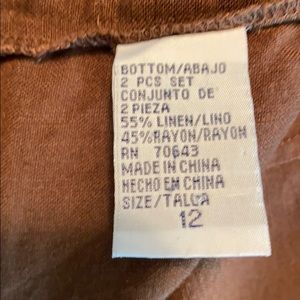 BOTTOM/ABAJO
2 PCS SET
CONJUNTO DE
2 PIEZA
55% LINEN/LINO
45%RAYON/RAYON
RN 70643
MADE IN CHINA
HECHO EN CHINA
SIZE/TALLA
12